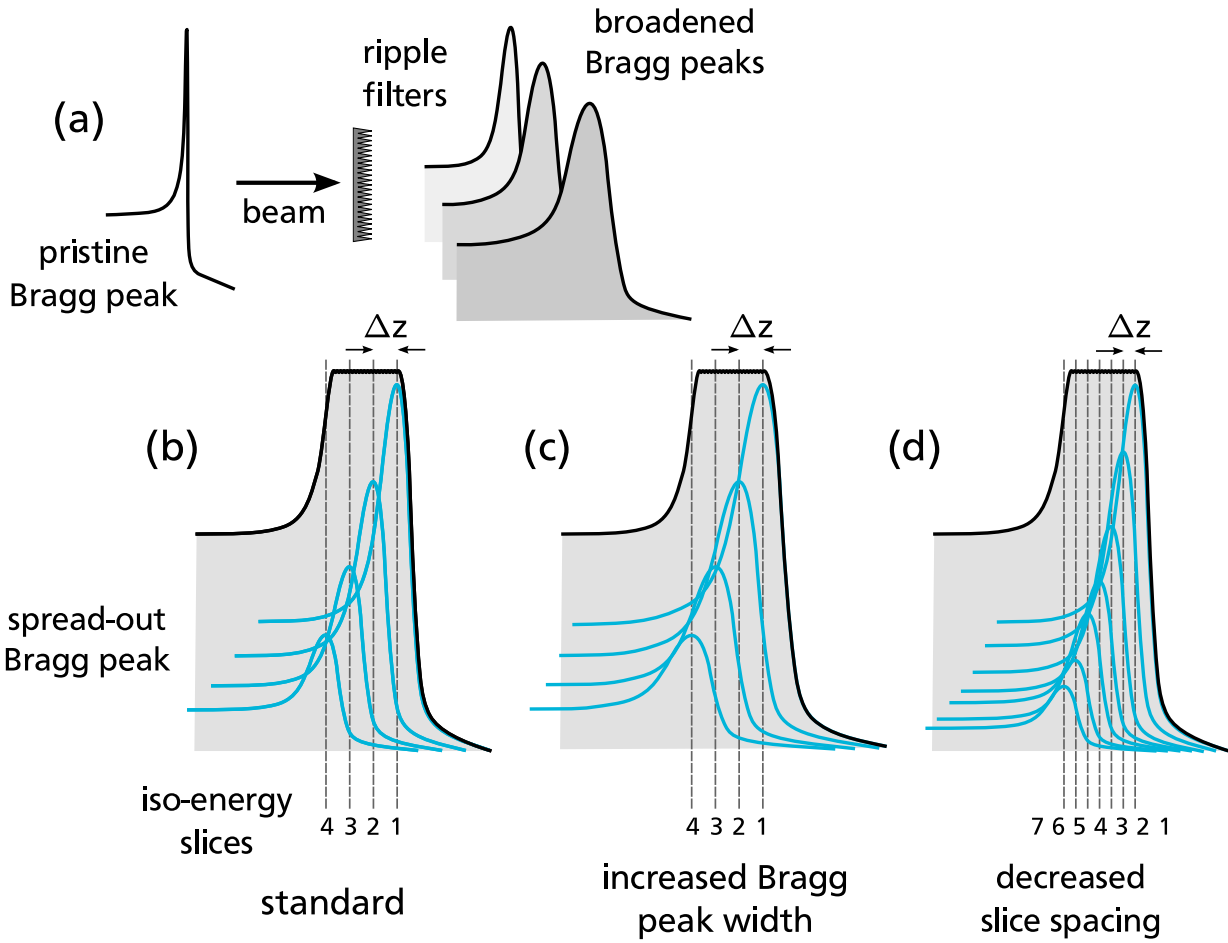 (a)
pristine
Bragg peak
beam
ripple
filters
broadened
Bragg peaks
Δz
Δz
Δz
(b)
(c)
(d)
spread-out
Bragg peak
iso-energy
slices
4 3 2 1
4 3 2 1
7 6 5 4 3 2 1
standard
increased Bragg
peak width
decreased
slice spacing